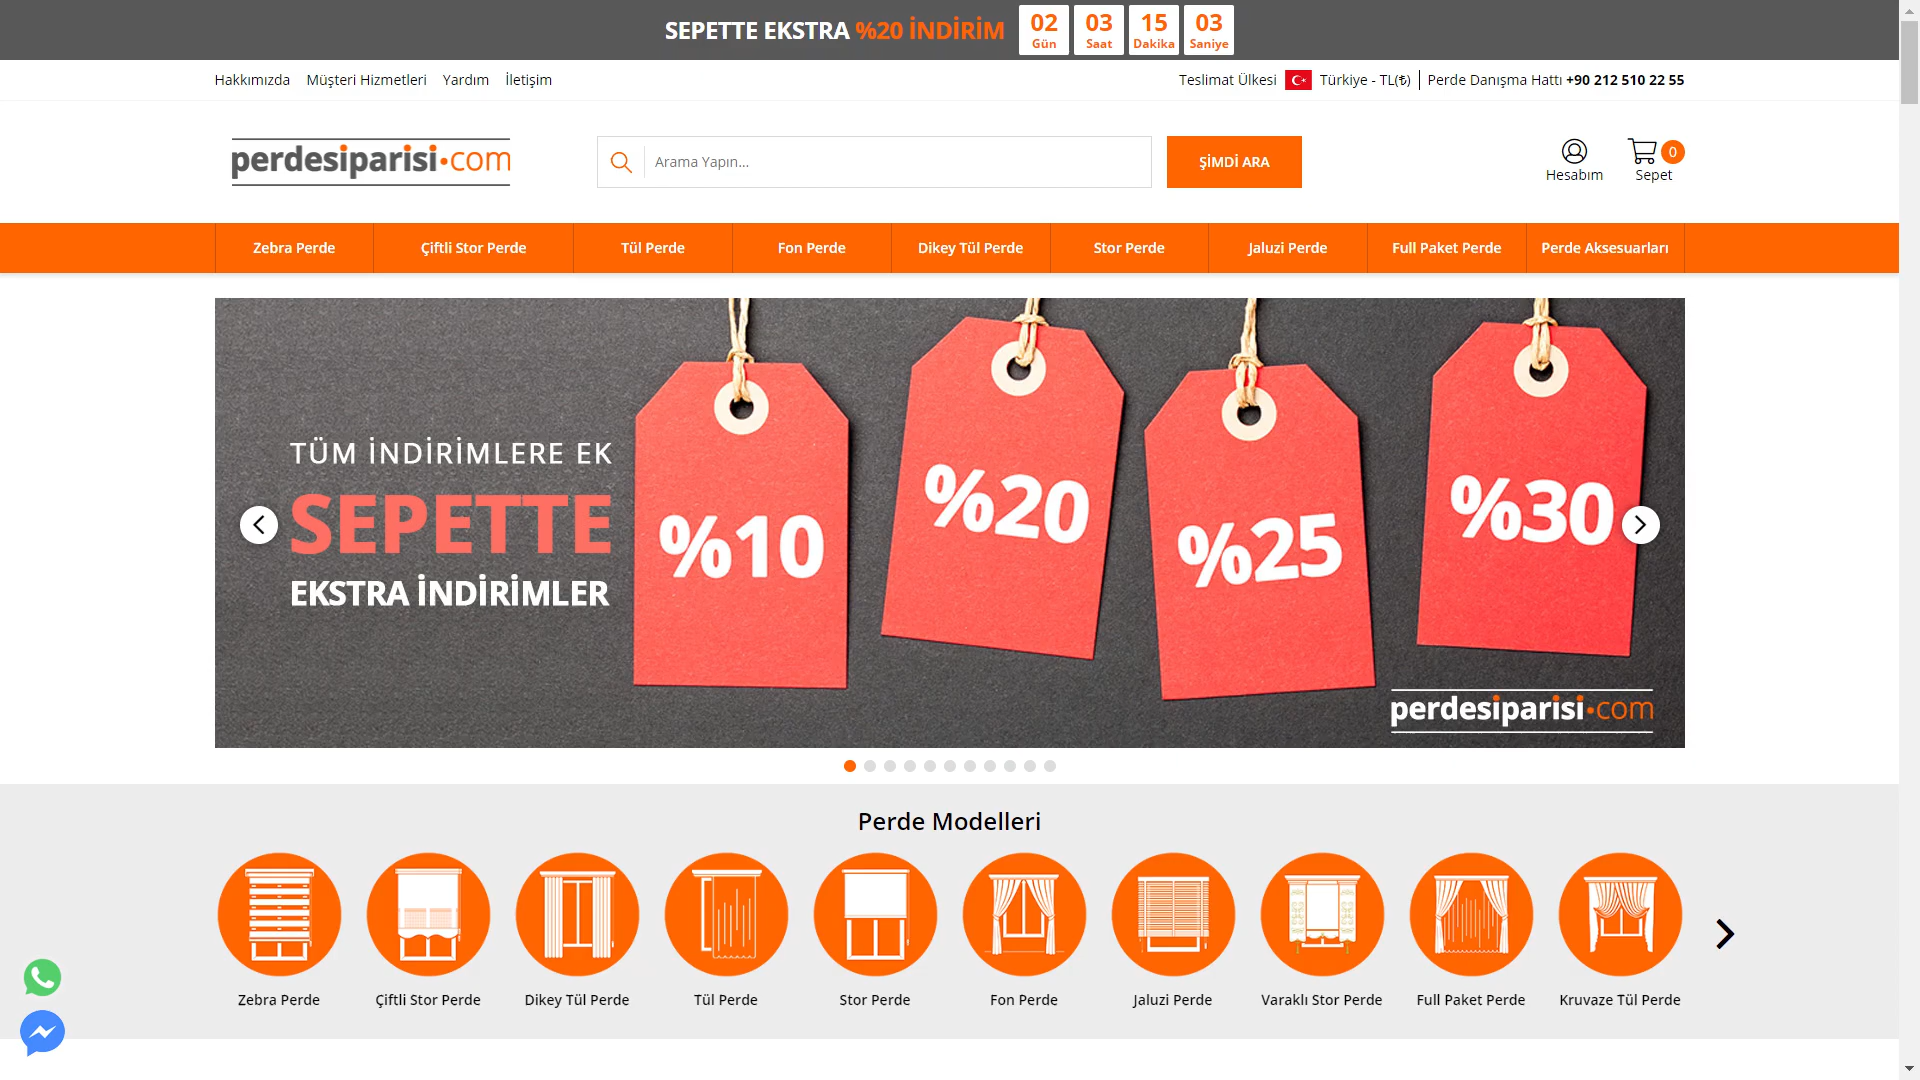 SEPETTE EKSTRA %20 İNDİRİM
02 Gün
03 Saat
15 Dakika
03 Saniye
Hakkımızda Müşteri Hizmetleri Yardım İletişim
Teslimat Ülkesi Türkiye - TL(₺) Perde Danışma Hattı +90 212 510 22 55
perdesiparisi.com
Arama Yapın...
ŞİMDİ ARA
Hesabım
0
Sepet
Zebra Perde Çiftli Stor Perde Tül Perde Fon Perde Dikey Tül Perde Stor Perde Jaluzi Perde Full Paket Perde Perde Aksesuarları
TÜM İNDİRİMLERE EK
SEPETTE
EKSTRA İNDİRİMLER
%10
%20
%25
%30
perdesiparisi.com
Perde Modelleri
Zebra Perde Çiftli Stor Perde Dikey Tül Perde Tül Perde Stor Perde Fon Perde Jaluzi Perde Varaklı Stor Perde Full Paket Perde Kruvaze Tül Perde